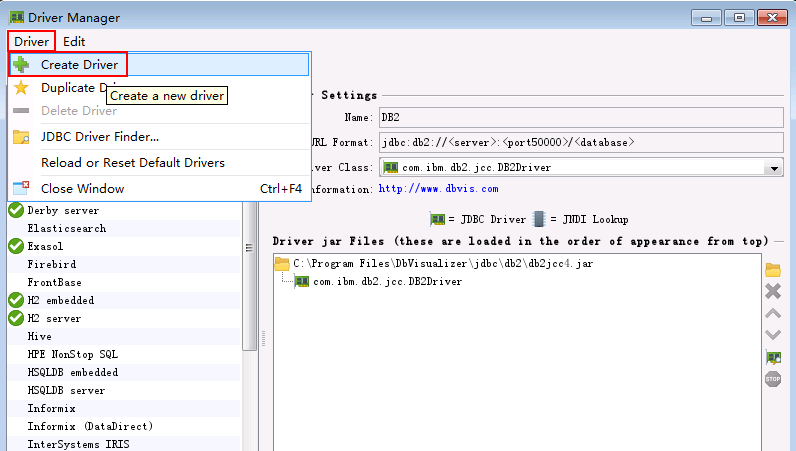 Driver Manager
Driver Edit
Create Driver
Duplicate
Create a new driver
Delete Driver
JDBC Driver Finder...
Reload or Reset Default Drivers
Close Window Ctrl+F4
Settings
Name: DB2
URL Format: jdbc:db2://<server>:<port50000>/<database>
Class: com.ibm.db2.jcc.DB2Driver
http://www.dbvis.com
= JDBC Driver = JNDI Lookup
Driver jar Files (these are loaded in the order of appearance from top)
C:\Program Files\DbVisualizer\jdbc\db2\db2jcc4.jar
com.ibm.db2.jcc.DB2Driver
STOP
Derby server
Elasticsearch
Exasol
Firebird
FrontBase
H2 embedded
H2 server
Hive
HPE NonStop SQL
HSQLDB embedded
HSQLDB server
Informix
Informix (DataDirect)
InterSystems IRIS